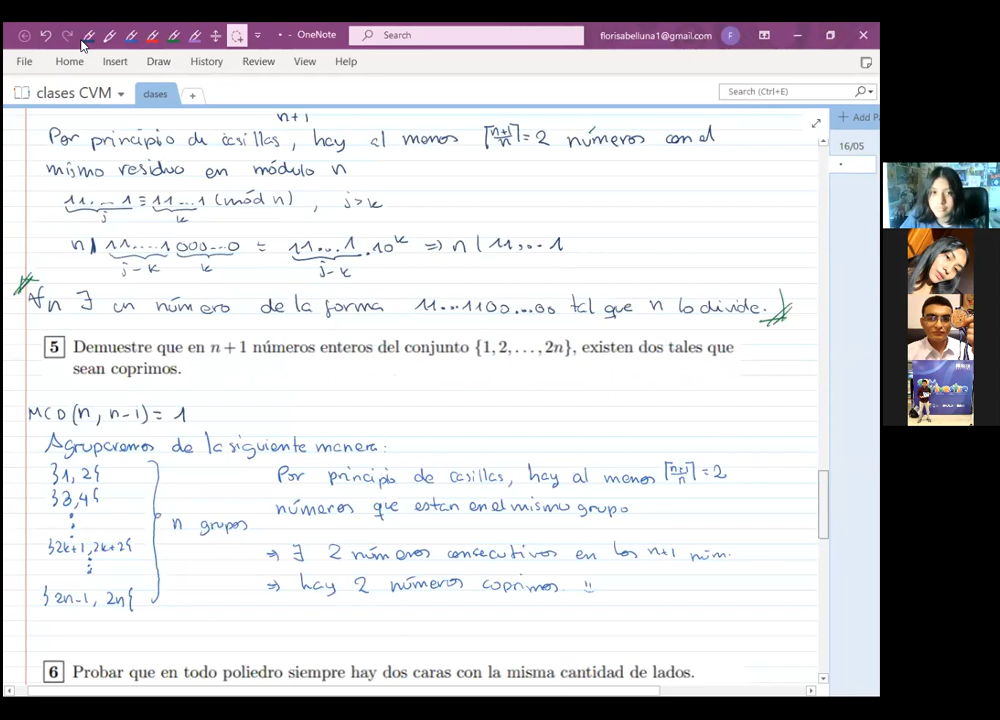 OneNote
Search
florisabelluna1@gmail.com
F
File Home Insert Draw History Review View Help
clases CVM
clases
Search (Ctrl+E)
Add Pa
16/05
n+1
Por principio de casillas, hay al menos ⌈n+1/n⌉ = 2 números con el
mismo residuo en módulo n
11....1 ≡ 11...1 (mód n) , j>k
j k
n | 11....1 000...0 = 11...1 . 10^k ⇒ n | 11...1
j-k k j-k
∀n ∃ un número de la forma 11...1100...00 tal que n lo divide.
5 Demuestre que en n + 1 números enteros del conjunto {1, 2, . . . , 2n}, existen dos tales que
sean coprimos.
MCD(n, n-1) = 1
Agruparemos de la siguiente manera:
}1, 2{
}3, 4{
⋮
}2k+1, 2k+2{
⋮
}2n-1, 2n{
n grupos
Por principio de casillas, hay al menos ⌈n+1/n⌉ = 2
números que estan en el mismo grupo
⇒ ∃ 2 números consecutivos en los n+1 núm.
⇒ hay 2 números coprimos. !!
6 Probar que en todo poliedro siempre hay dos caras con la misma cantidad de lados.